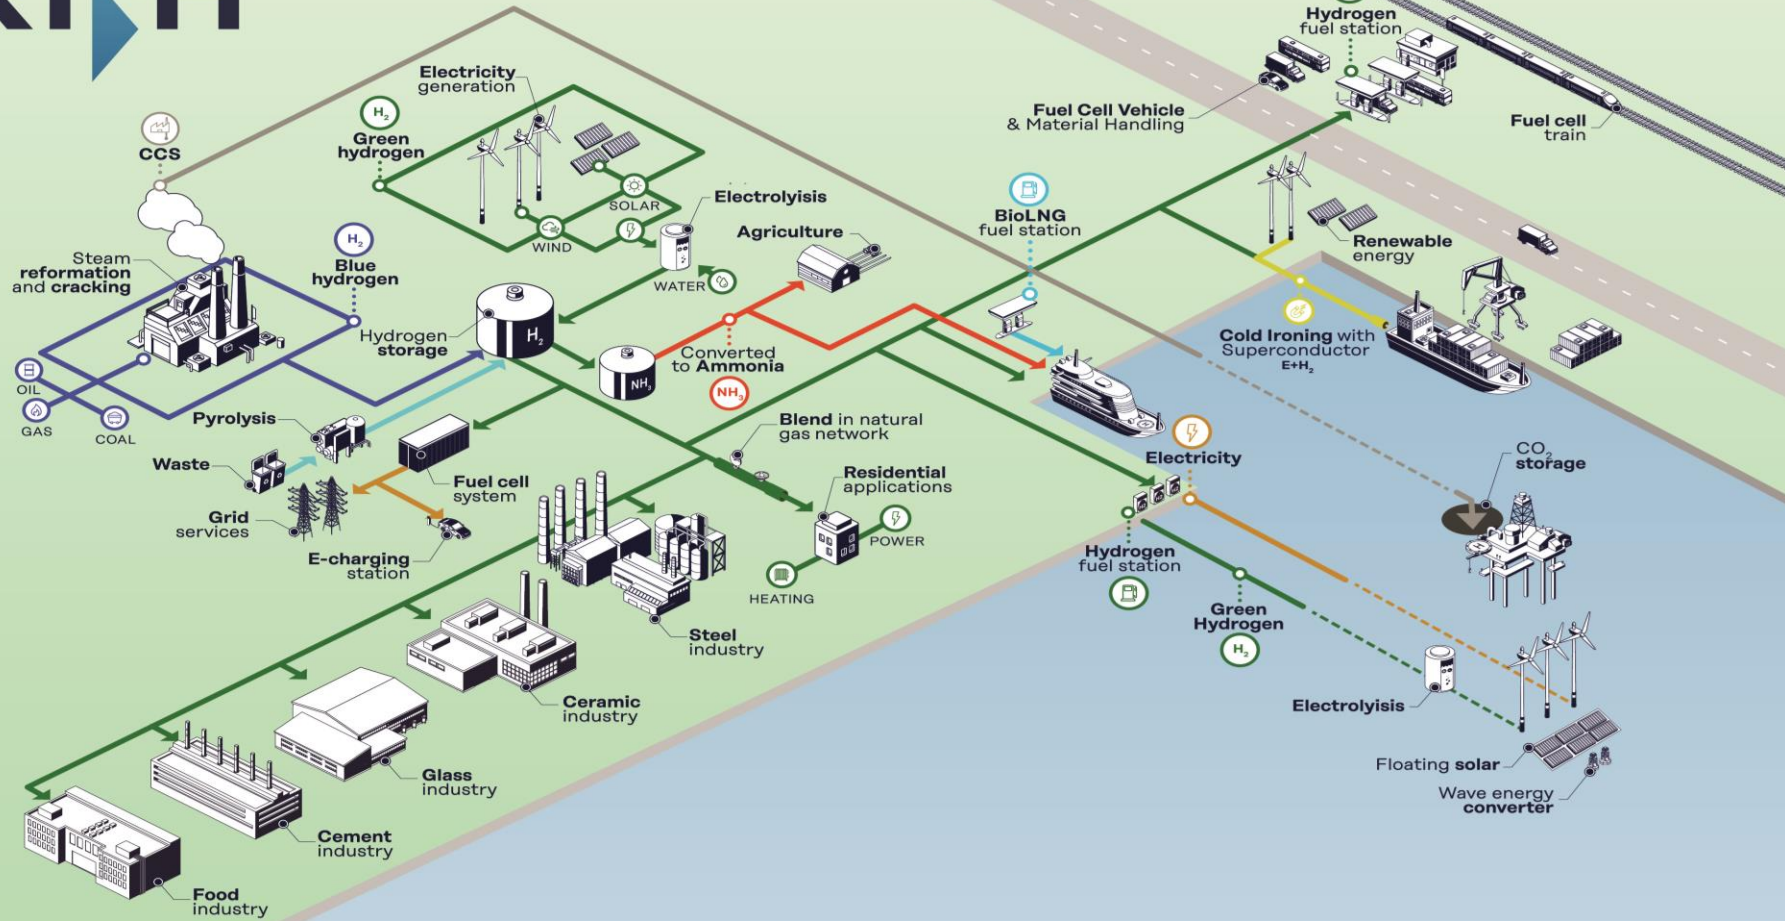 Hydrogen
fuel station
Electricity
generation
H₂
Green
hydrogen
Fuel Cell Vehicle
& Material Handling
Fuel cell
train
CCS
SOLAR
WIND
Electrolyisis
WATER
Agriculture
BioLNG
fuel station
Renewable
energy
Steam
reformation
and cracking
H₂
Blue
hydrogen
Hydrogen
storage
H₂
NH₃
Converted
to Ammonia
NH₃
Cold Ironing with
Superconductor
E+H₂
OIL
GAS
COAL
Pyrolysis
Waste
Grid
services
Fuel cell
system
E-charging
station
Blend in natural
gas network
Residential
applications
POWER
HEATING
Electricity
CO₂
storage
Hydrogen
fuel station
Green
Hydrogen
H₂
Steel
industry
Ceramic
industry
Glass
industry
Cement
industry
Food
industry
Electrolyisis
Floating solar
Wave energy
converter